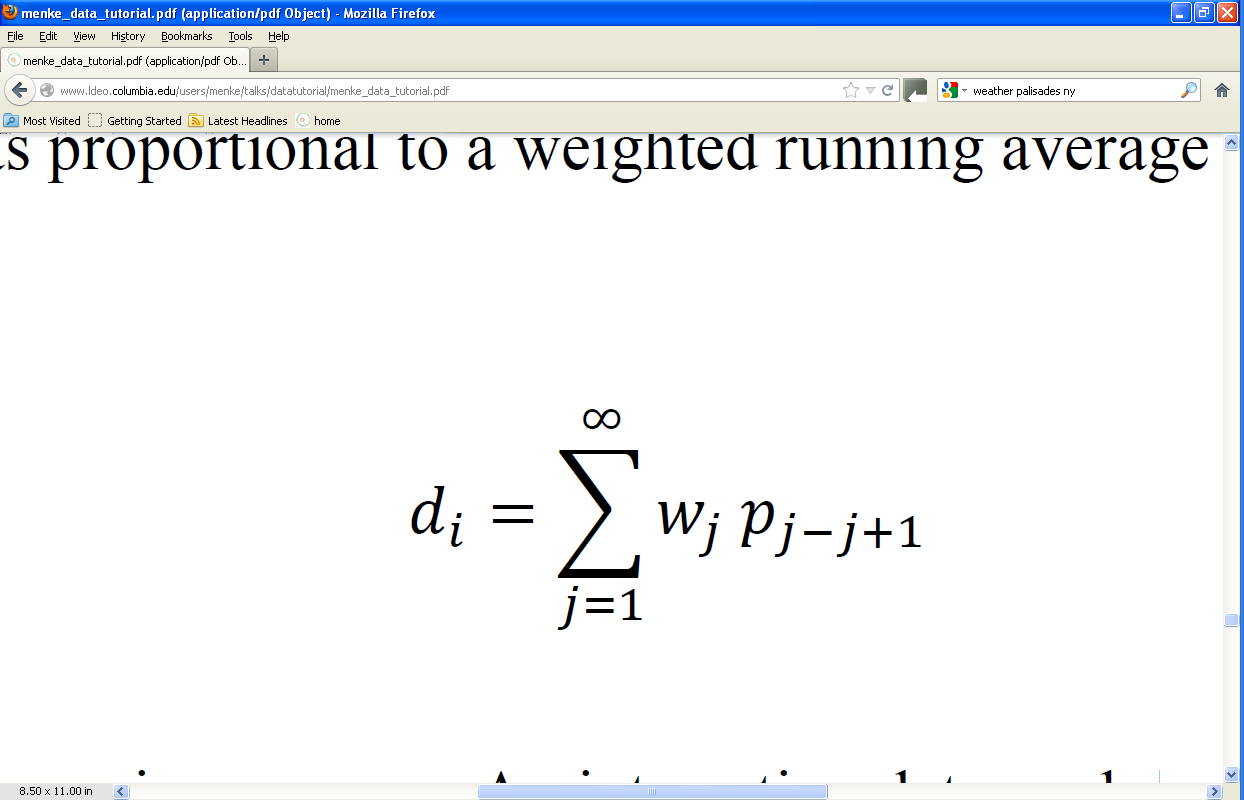 menke_data_tutorial.pdf (application/pdf Object) - Mozilla Firefox
File Edit View History Bookmarks Tools Help
menke_data_tutorial.pdf (application/pdf Ob... +
www.ldeo.columbia.edu/users/menke/talks/datatutorial/menke_data_tutorial.pdf weather palisades ny
Most Visited Getting Started Latest Headlines home
s proportional to a weighted running average
∞
d_i = ∑ w_j p_{j-j+1}
j=1
8.50 x 11.00 in